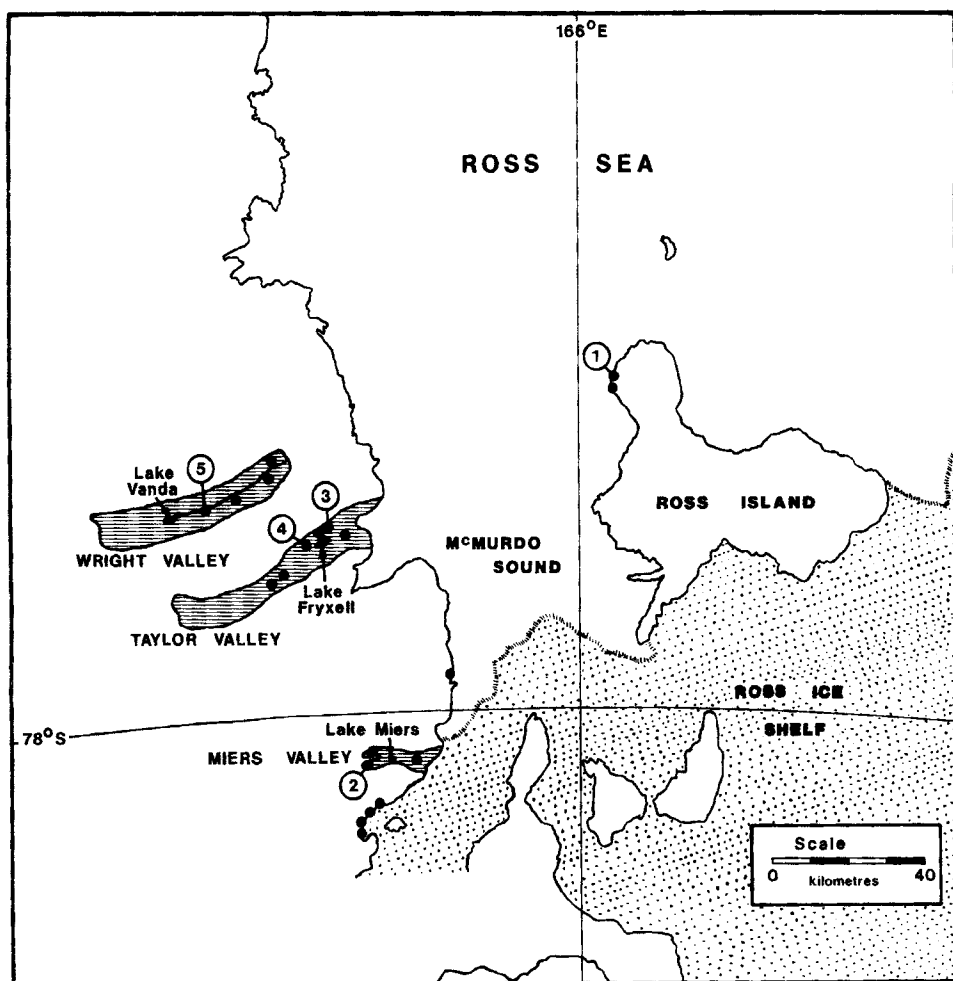 166°E
ROSS SEA
1
Lake
Vanda
5
3
4
ROSS ISLAND
WRIGHT VALLEY
McMURDO
SOUND
Lake
Fryxell
TAYLOR VALLEY
ROSS ICE
SHELF
78°S
Lake Miers
MIERS VALLEY
2
Scale
0 40
kilometres